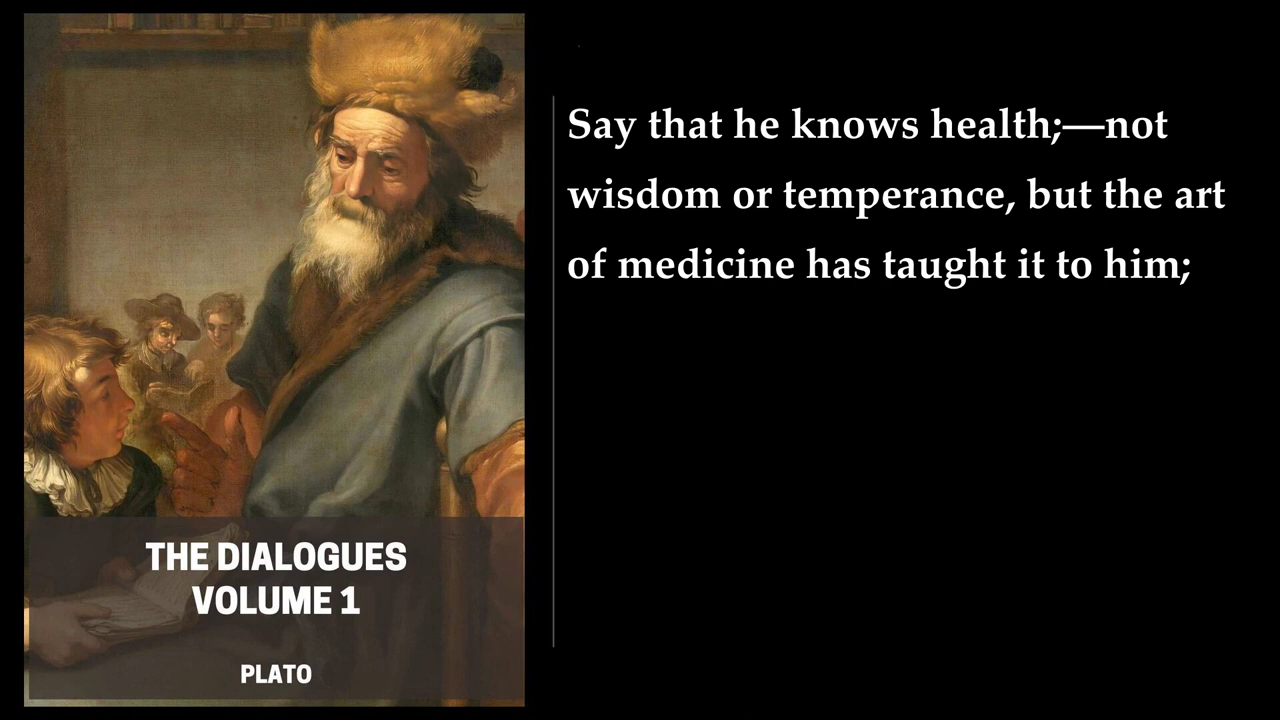 Say that he knows health;—not
wisdom or temperance, but the art
of medicine has taught it to him;
THE DIALOGUES
VOLUME 1
PLATO